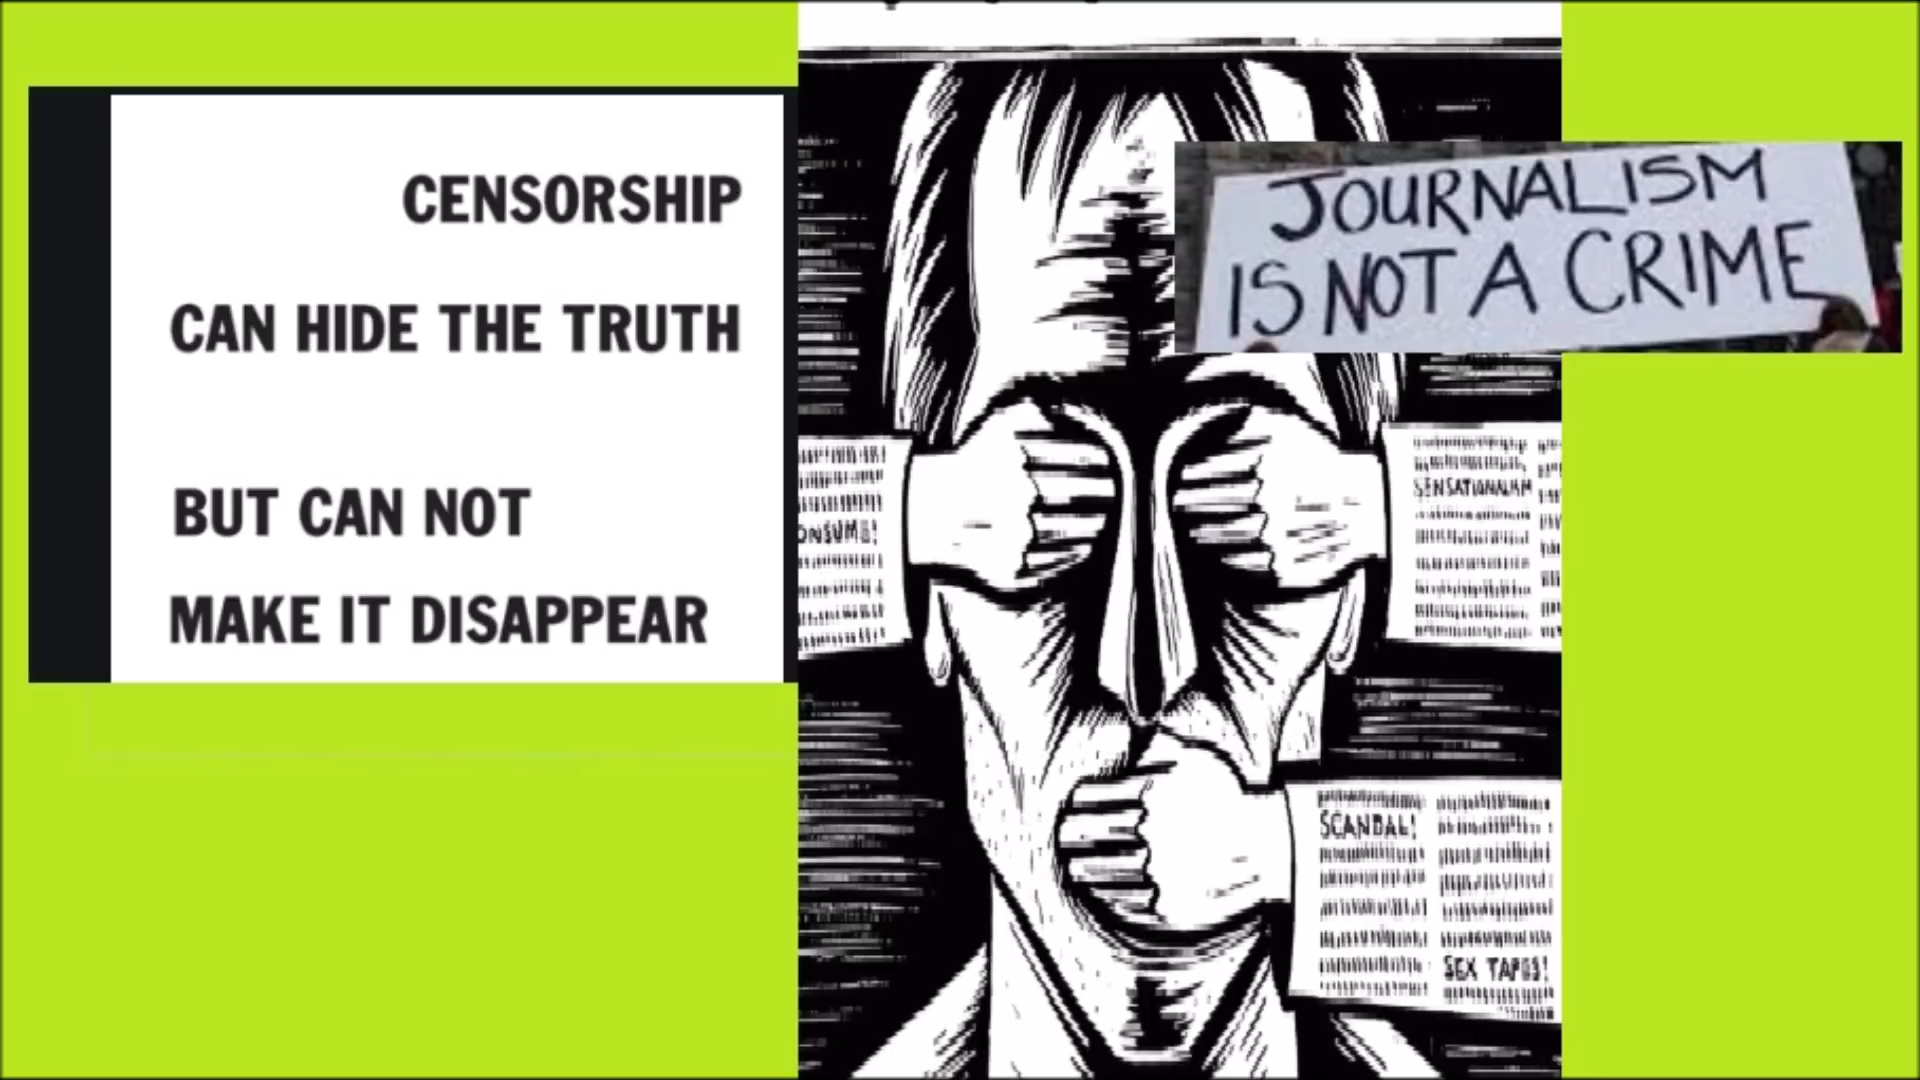 CENSORSHIP
CAN HIDE THE TRUTH
BUT CAN NOT
MAKE IT DISAPPEAR
JOURNALISM
IS NOT A CRIME
SENSATIONALISM
SCANDAL!
SEX TAPES!